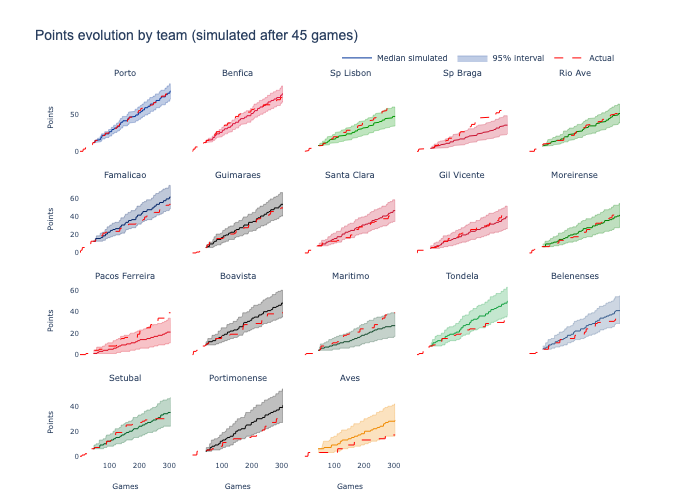 Points evolution by team (simulated after 45 games)
Median simulated 95% interval Actual
Porto Benfica Sp Lisbon Sp Braga Rio Ave
Points
50
0
Famalicao Guimaraes Santa Clara Gil Vicente Moreirense
Points
60
40
20
0
Pacos Ferreira Boavista Maritimo Tondela Belenenses
Points
60
40
20
0
Setubal Portimonense Aves
Points
40
20
0
100 200 300 100 200 300 100 200 300
Games Games